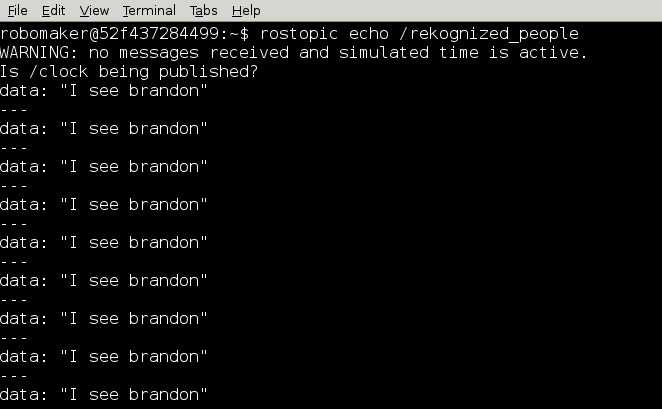 File Edit View Terminal Tabs Help
robomaker@52f437284499:~$ rostopic echo /rekognized_people
WARNING: no messages received and simulated time is active.
Is /clock being published?
data: "I see brandon"
---
data: "I see brandon"
---
data: "I see brandon"
---
data: "I see brandon"
---
data: "I see brandon"
---
data: "I see brandon"
---
data: "I see brandon"
---
data: "I see brandon"
---
data: "I see brandon"